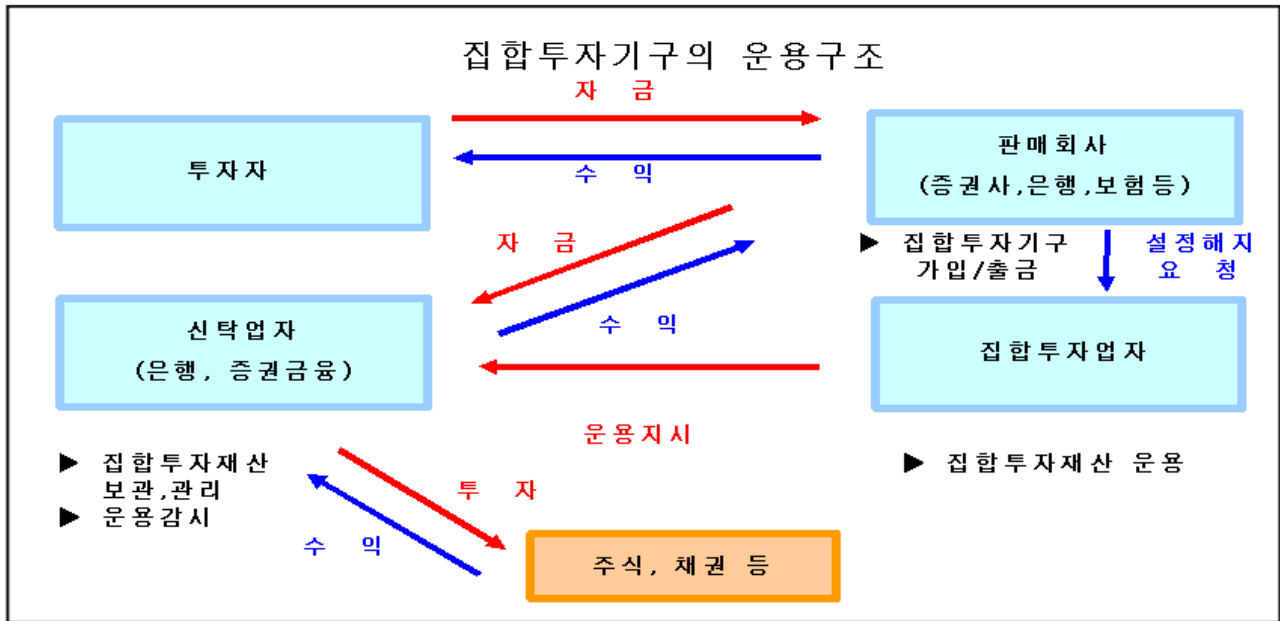 집합투자기구의 운용구조
자 금
투자자
판매회사
(증권사,은행,보험등)
수 익
자 금
▶ 집합투자기구
가입/출금
설정해지
요 청
수 익
신탁업자
(은행, 증권금융)
집합투자업자
운용지시
▶ 집합투자재산
보관,관리
▶ 운용감시
▶ 집합투자재산 운용
투 자
수 익
주식, 채권 등